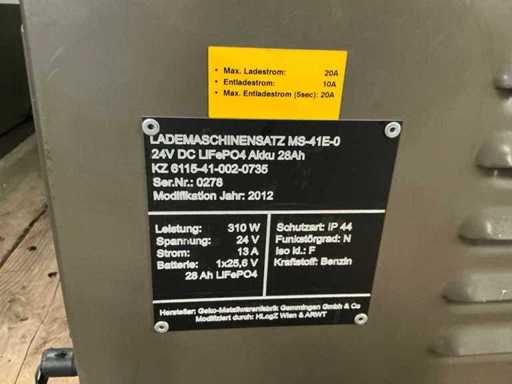 • Max. Ladestrom: 20A
• Entladestrom: 10A
• Max. Entladestrom (5sec): 20A
LADEMASCHINENSATZ MS-41E-0
24V DC LiFePO4 Akku 28Ah
KZ 6115-41-002-0735
Ser.Nr.: 0278
Modifikation Jahr: 2012
Leistung: 310 W
Spannung: 24 V
Strom: 13 A
Batterie: 1x25,6 V
28 Ah LiFePO4
Schutzart: IP 44
Funkstörgrad: N
Iso kl.: F
Kraftstoff: Benzin
Hersteller: Geko-Metallwarenfabrik Gemmingen GmbH & Co
Modifiziert durch: HLogZ Wien & ARWT